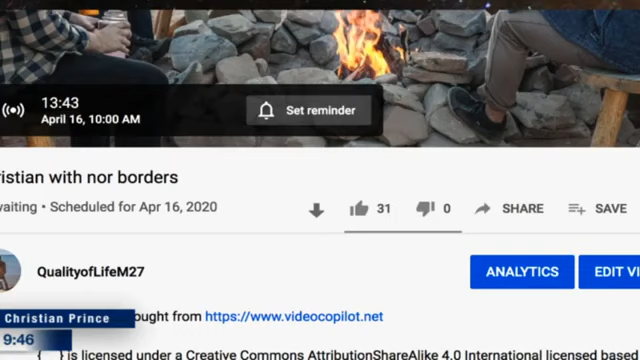 13:43
April 16, 10:00 AM
Set reminder
ristian with nor borders
waiting • Scheduled for Apr 16, 2020
31
0
SHARE
SAVE
QualityofLifeM27
ANALYTICS
EDIT VI
Christian Prince
ought from https://www.videocopilot.net
9:46
} is licensed under a Creative Commons AttributionShareAlike 4.0 International licensed based